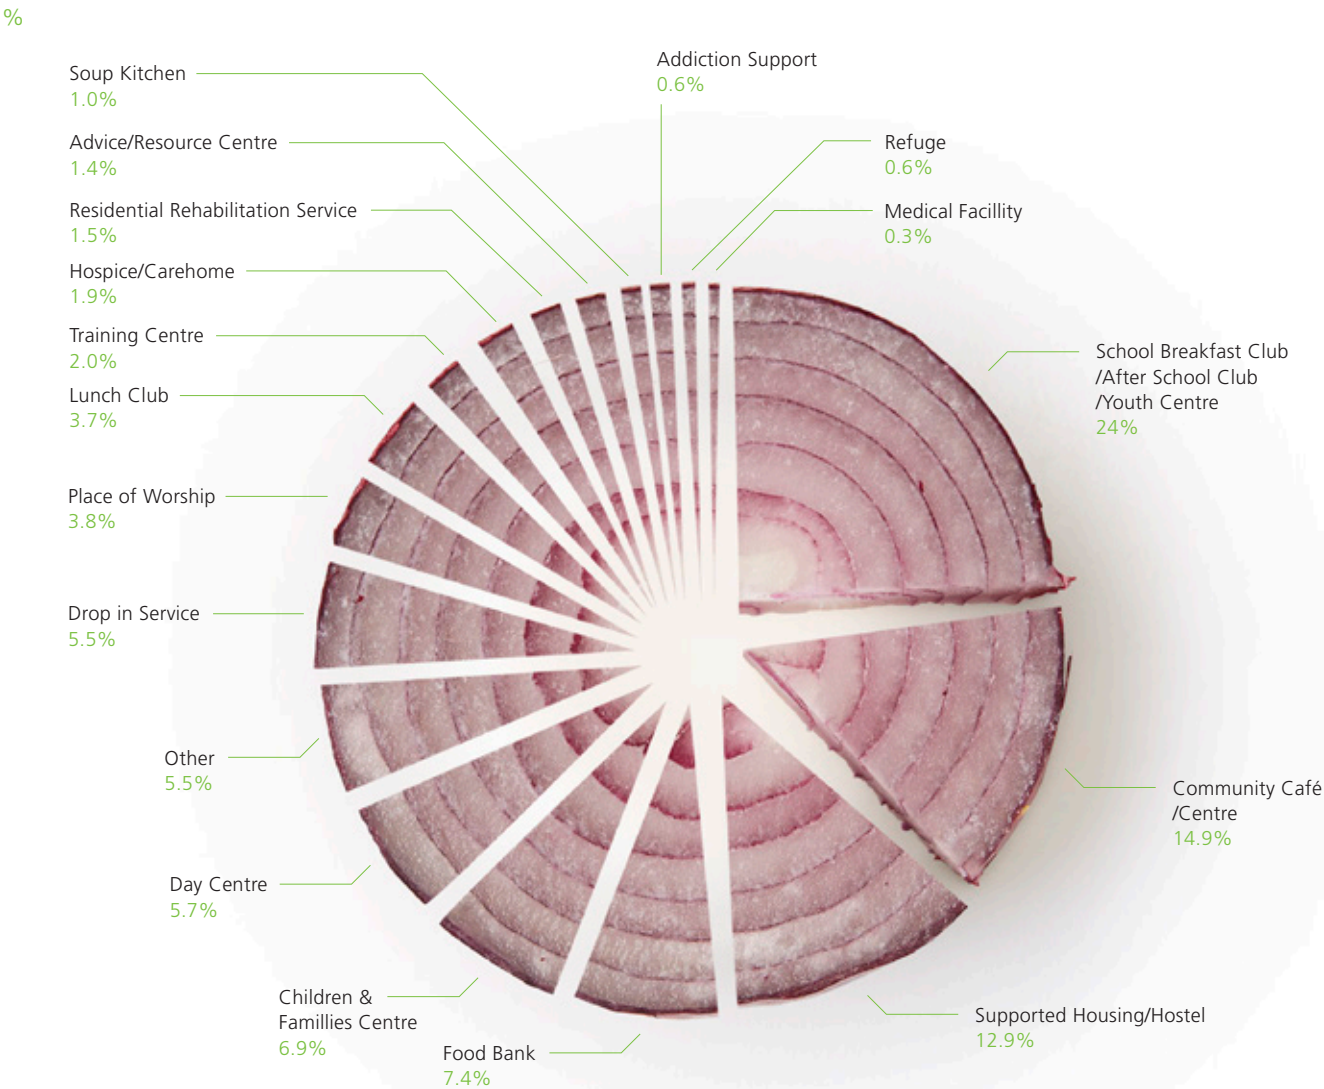 %
Soup Kitchen
1.0%
Advice/Resource Centre
1.4%
Residential Rehabilitation Service
1.5%
Hospice/Carehome
1.9%
Training Centre
2.0%
Lunch Club
3.7%
Place of Worship
3.8%
Drop in Service
5.5%
Other
5.5%
Day Centre
5.7%
Children &
Famillies Centre
6.9%
Food Bank
7.4%
Addiction Support
0.6%
Refuge
0.6%
Medical Facillity
0.3%
School Breakfast Club
/After School Club
/Youth Centre
24%
Community Café
/Centre
14.9%
Supported Housing/Hostel
12.9%